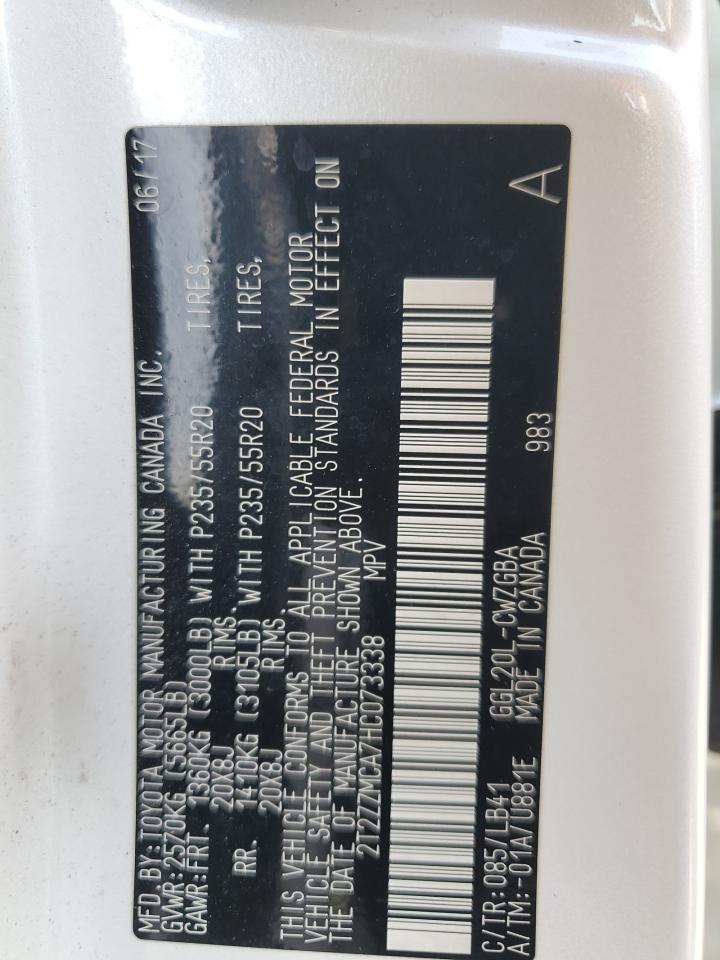 MFD. BY: TOYOTA MOTOR MANUFACTURING CANADA INC. 06/17
GVWR: 2570KG (5665LB)
GAWR: FRT. 1360KG (3000LB) WITH P235/55R20 TIRES,
20X8J RIMS.
RR. 1410KG (3105LB) WITH P235/55R20 TIRES,
20X8J RIMS
THIS VEHICLE CONFORMS TO ALL APPLICABLE FEDERAL MOTOR
VEHICLE SAFETY AND THEFT PREVENTION STANDARDS IN EFFECT ON
THE DATE OF MANUFACTURE SHOWN ABOVE.
2T2ZZMCA7HC073338 MPV
C/TR: 085/LB41 GGL20L-CWZGBA A
A/TM: -01A/U881E MADE IN CANADA 983